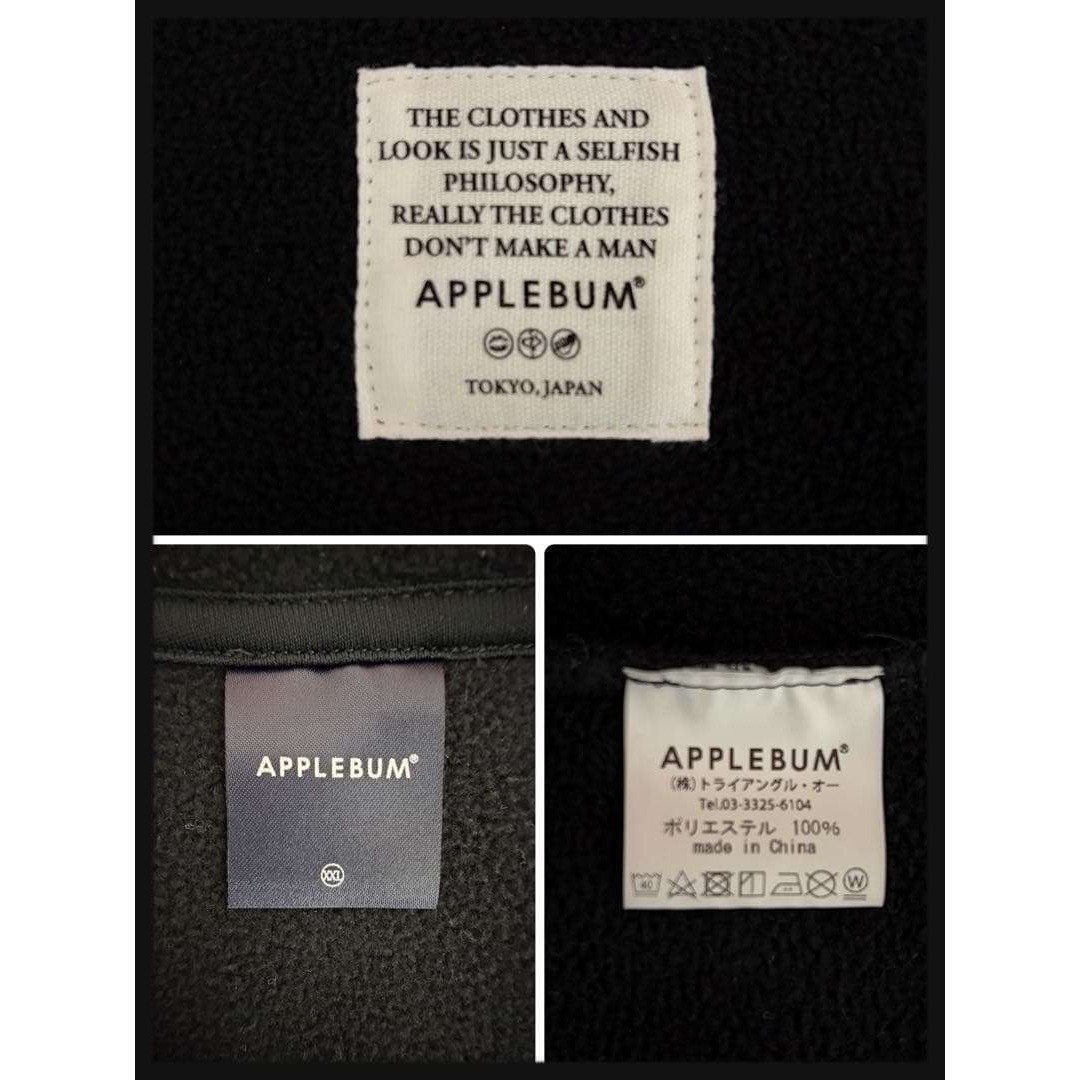 THE CLOTHES AND
LOOK IS JUST A SELFISH
PHILOSOPHY,
REALLY THE CLOTHES
DON'T MAKE A MAN
APPLEBUM®
TOKYO, JAPAN
APPLEBUM®
XXL
APPLEBUM®
(株)トライアングル・オー
Tel.03-3325-6104
ポリエステル 100%
made in China
40
W